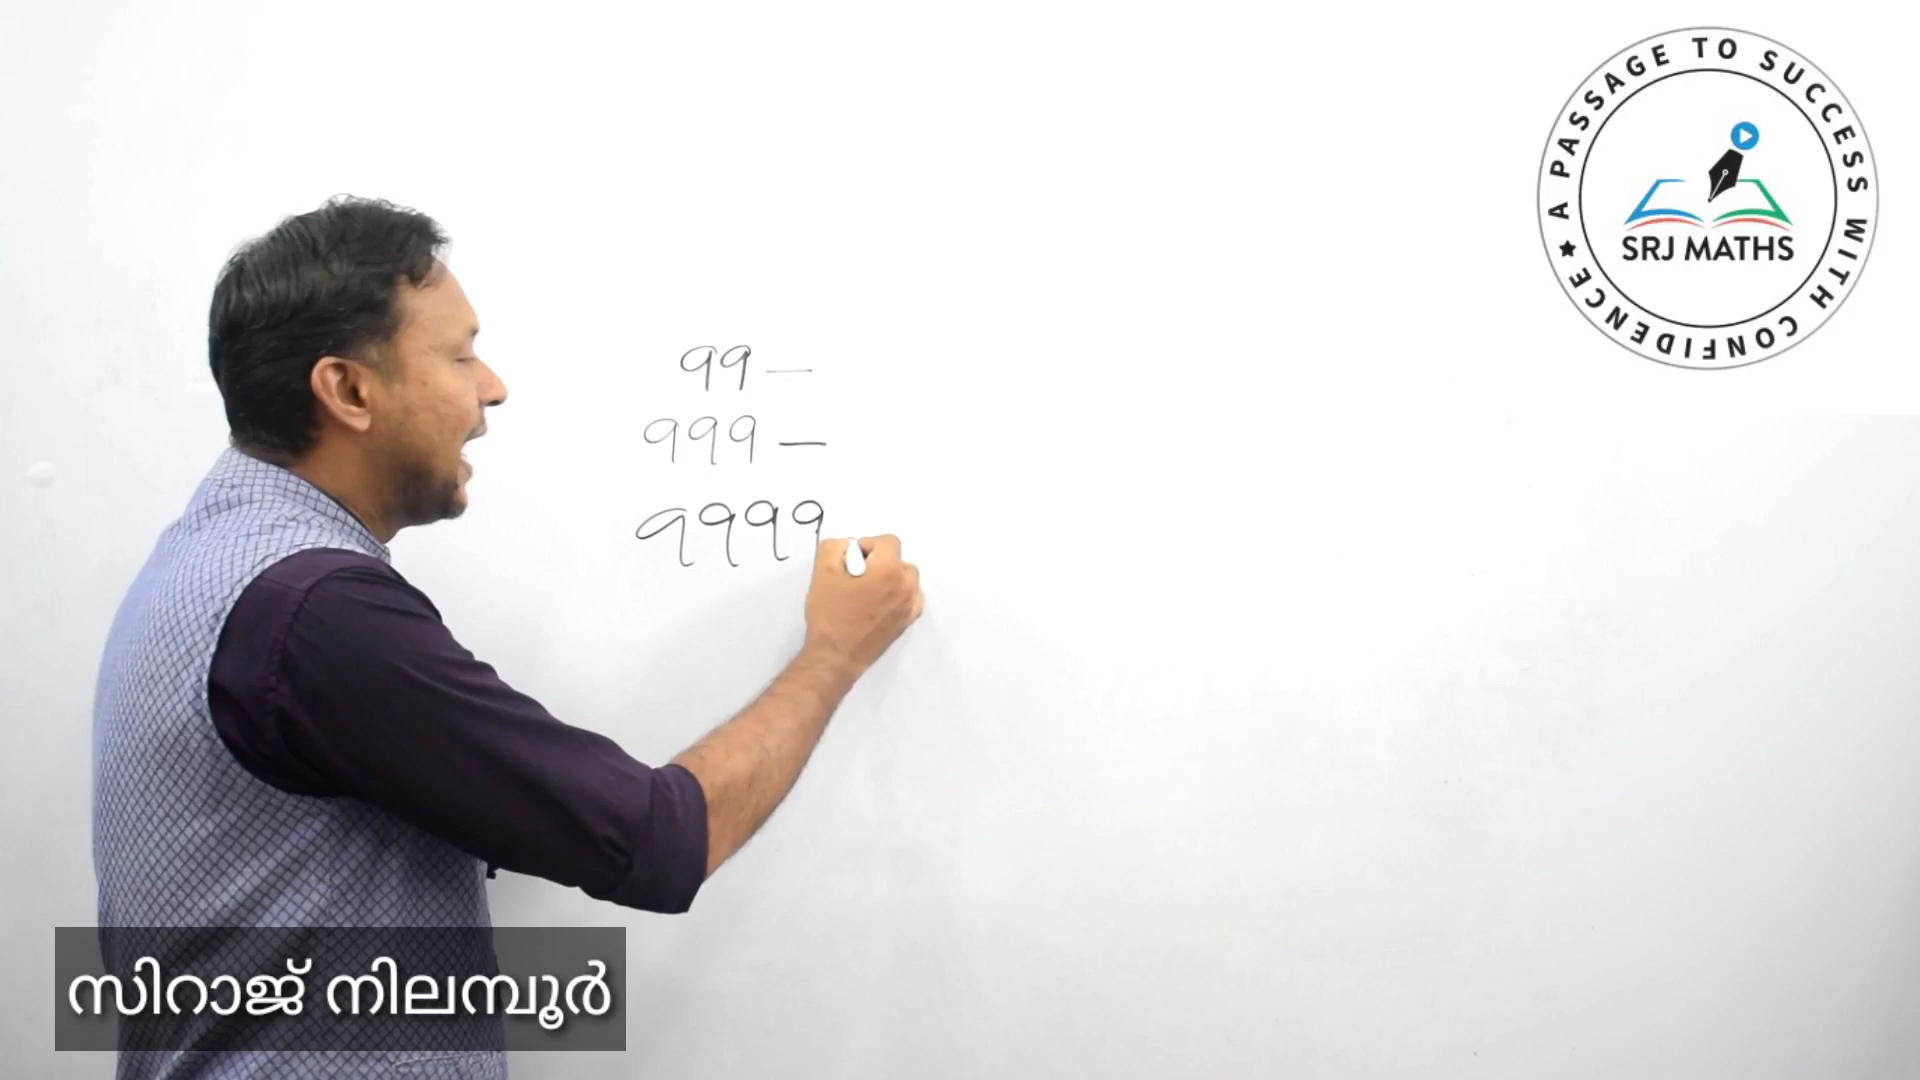 A PASSAGE TO SUCCESS WITH CONFIDENCE ★
SRJ MATHS
99 —
999 —
9999
സിറാജ് നിലമ്പൂർ